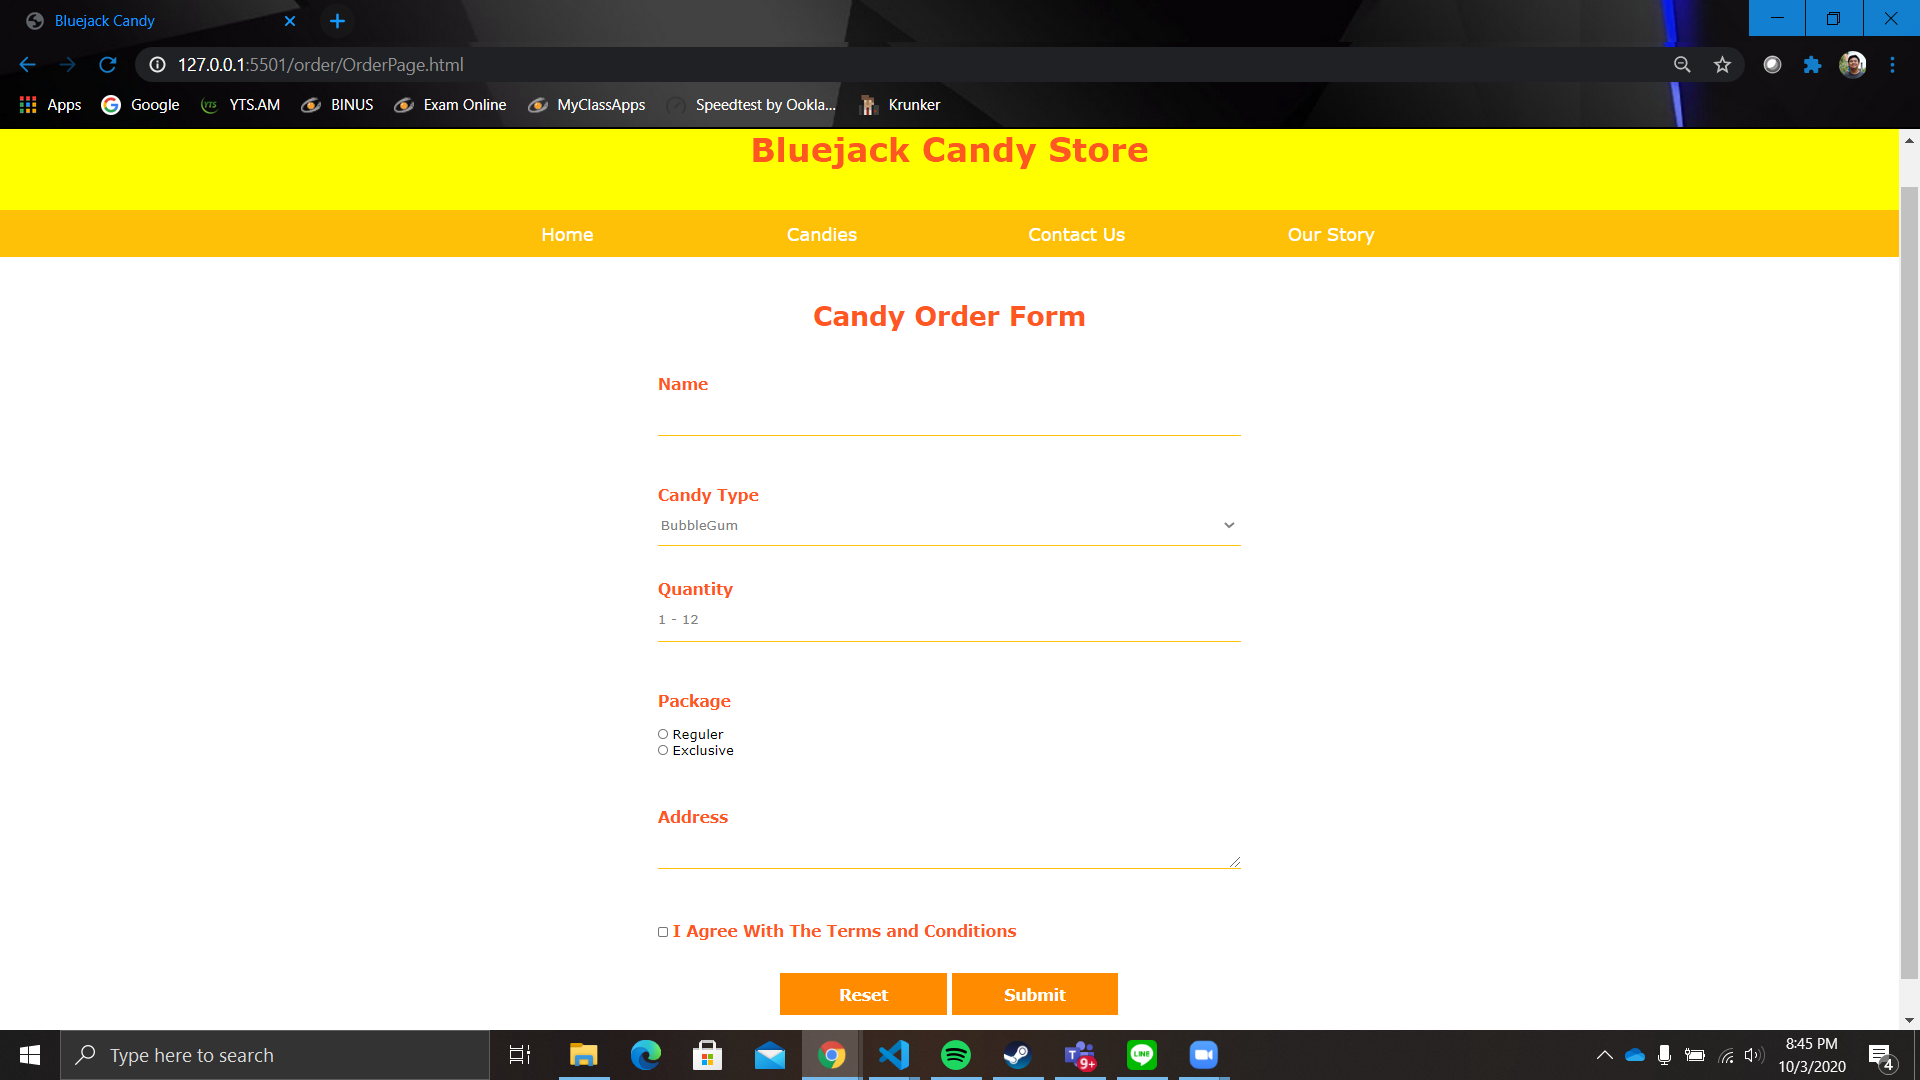 Bluejack Candy
127.0.0.1:5501/order/OrderPage.html
Apps Google YTS YTS.AM BINUS Exam Online MyClassApps Speedtest by Ookla... Krunker
Bluejack Candy Store
Home Candies Contact Us Our Story
Candy Order Form
Name
Candy Type
BubbleGum
Quantity
1 - 12
Package
Reguler
Exclusive
Address
I Agree With The Terms and Conditions
Reset Submit
Type here to search
T 9+ LINE
8:45 PM
10/3/2020
4